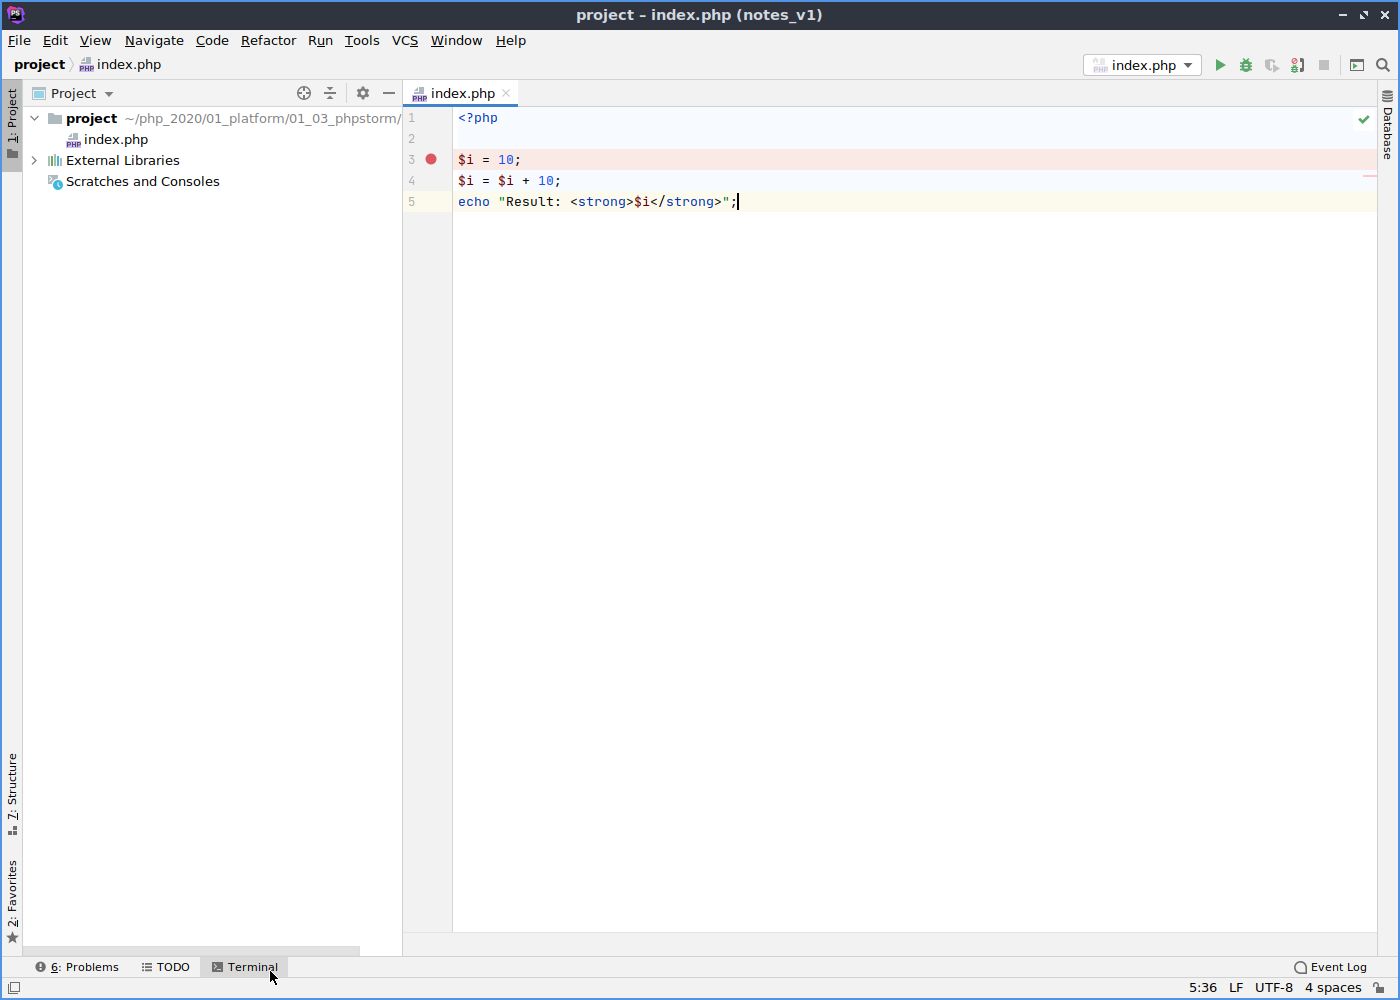 PS
project – index.php (notes_v1)
File Edit View Navigate Code Refactor Run Tools VCS Window Help
project index.php
index.php
1: Project
Project
index.php
project ~/php_2020/01_platform/01_03_phpstorm/
index.php
External Libraries
Scratches and Consoles
1 <?php
2
3 $i = 10;
4 $i = $i + 10;
5 echo "Result: <strong>$i</strong>";
Database
7: Structure
2: Favorites
6: Problems TODO Terminal
Event Log
5:36 LF UTF-8 4 spaces